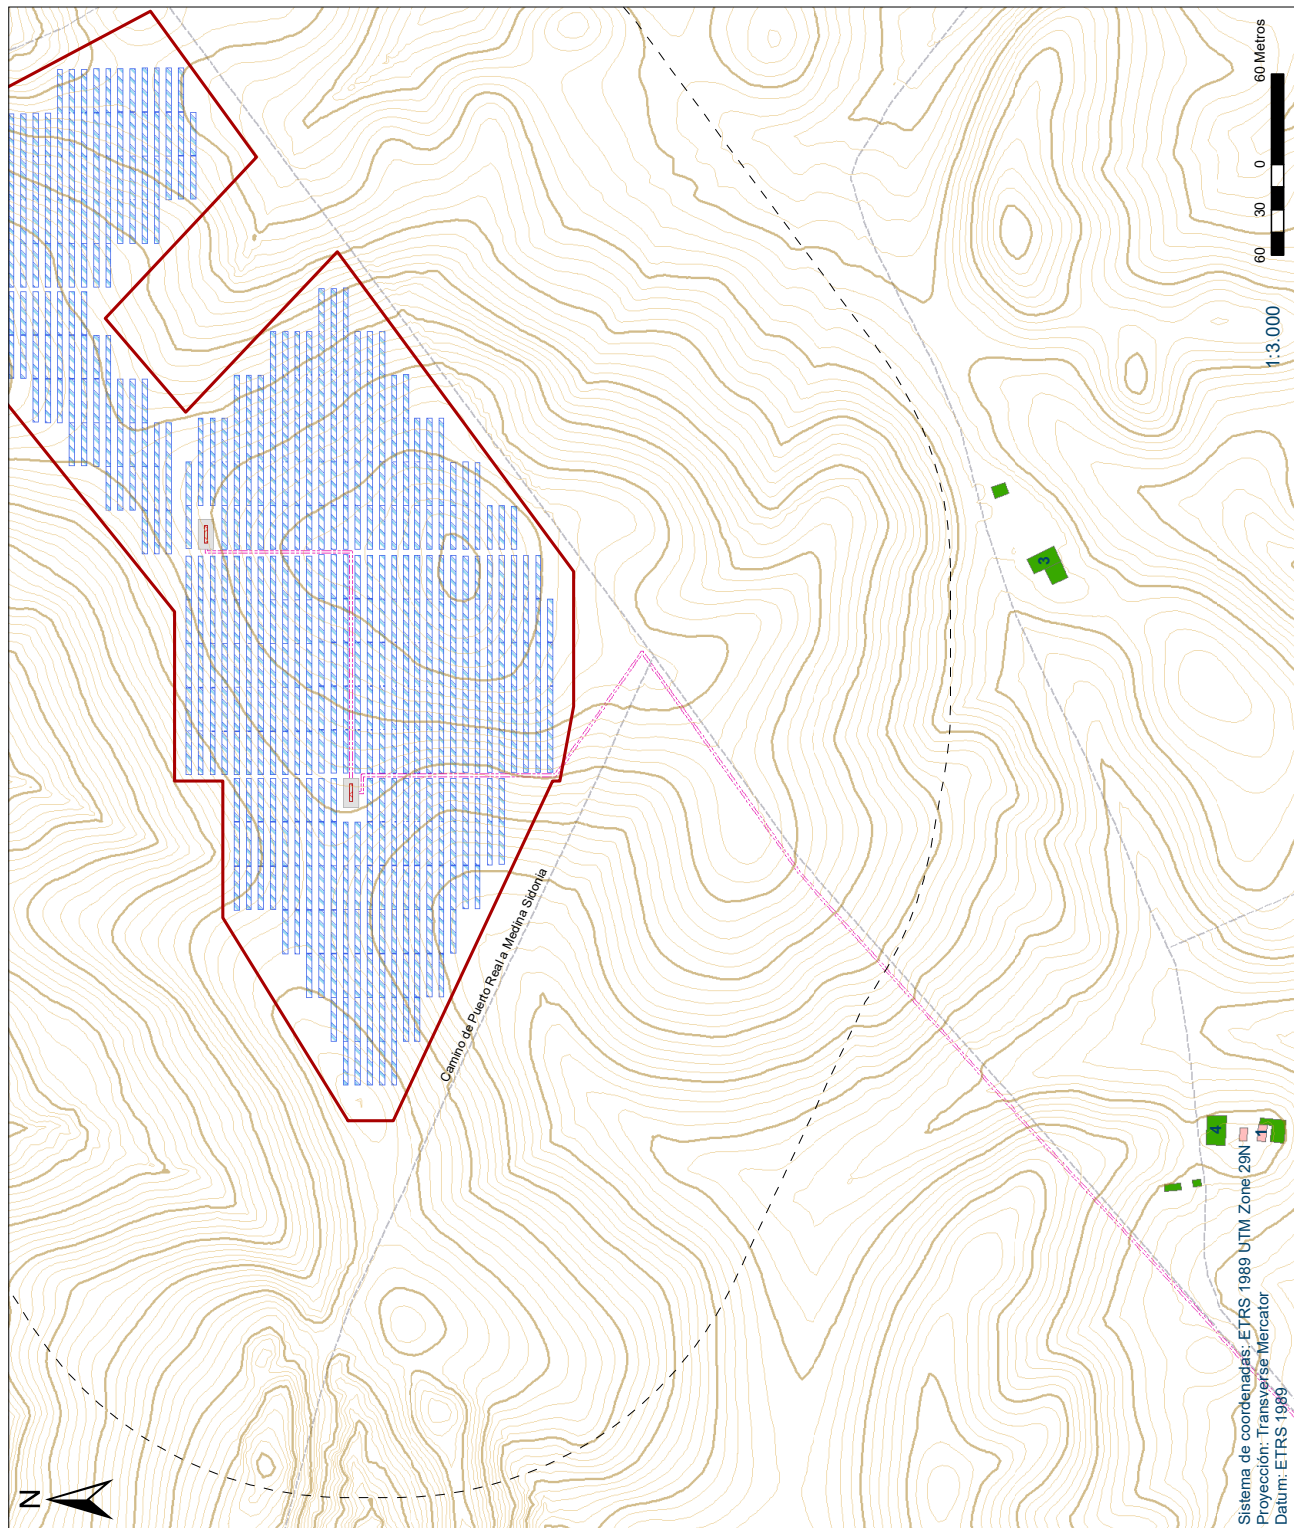 N
Camino de Puerto Real a Medina Sidonia
3
4
1
1:3.000
60 30 0 60 Metros
Sistema de coordenadas: ETRS 1989 UTM Zone 29N
Proyección: Transverse Mercator
Datum: ETRS 1989